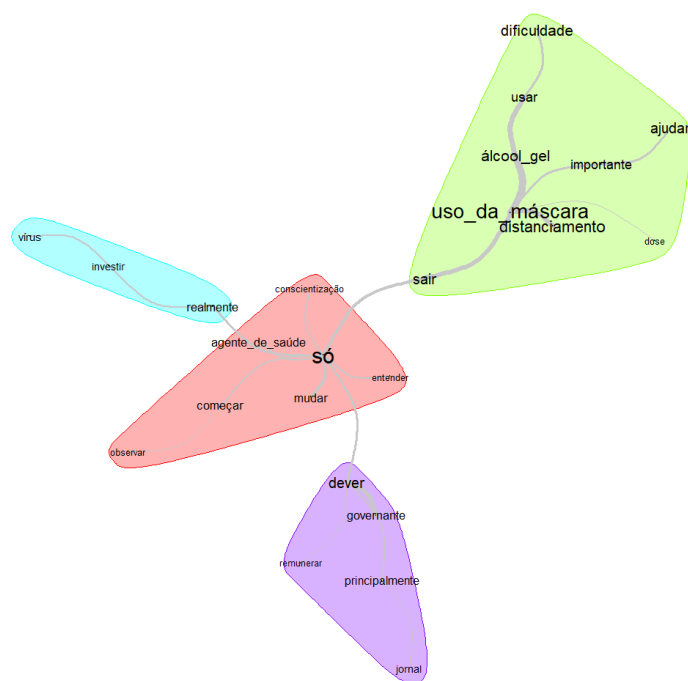 dificuldade
usar
ajudar
álcool_gel
importante
uso_da_máscara
distanciamento
dose
sair
vírus
investir
realmente
conscientização
agente_de_saúde
só
entender
mudar
começar
observar
dever
governante
remunerar
principalmente
jornal